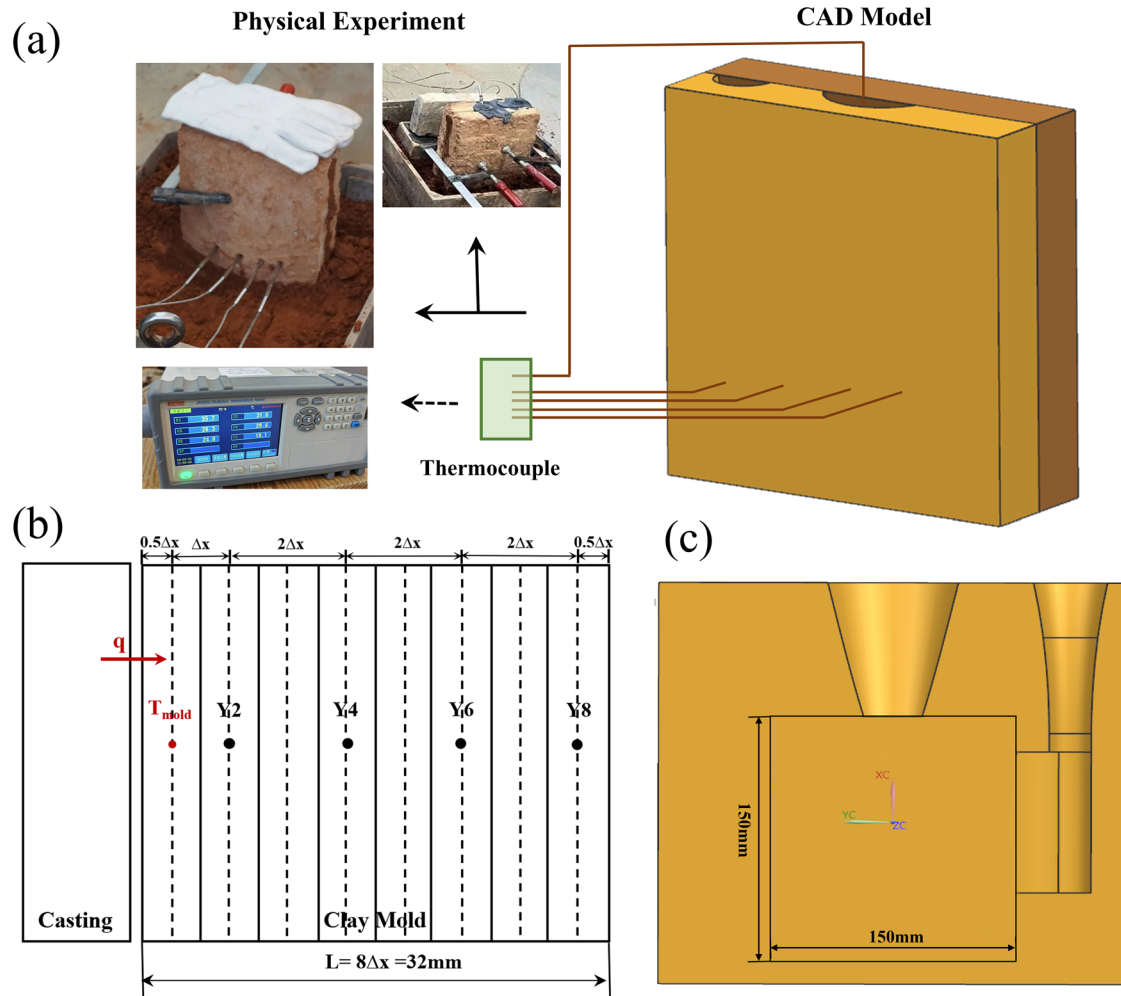 Physical Experiment
CAD Model
(a)
Thermocouple
(b)
0.5Δx
Δx
2Δx
2Δx
2Δx
0.5Δx
q
T_mold
Y2
Y4
Y6
Y8
Casting
Clay Mold
L= 8Δx =32mm
(c)
XC
YC
ZC
150mm
150mm